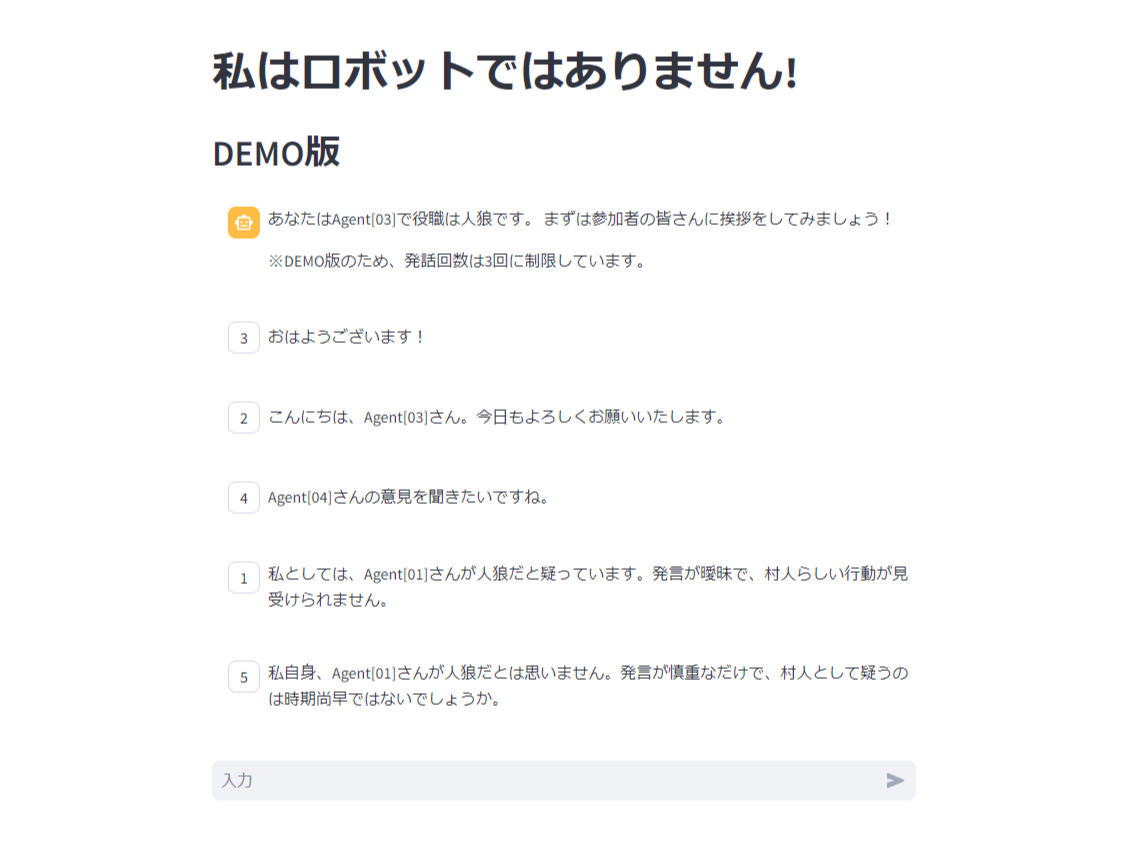 私はロボットではありません!
DEMO版
あなたはAgent[03]で役職は人狼です。 まずは参加者の皆さんに挨拶をしてみましょう！
※DEMO版のため、発話回数は3回に制限しています。
3 おはようございます！
2 こんにちは、Agent[03]さん。今日もよろしくお願いいたします。
4 Agent[04]さんの意見を聞きたいですね。
1 私としては、Agent[01]さんが人狼だと疑っています。発言が曖昧で、村人らしい行動が見
受けられません。
5 私自身、Agent[01]さんが人狼だとは思いません。発言が慎重なだけで、村人として疑うの
は時期尚早ではないでしょうか。
入力